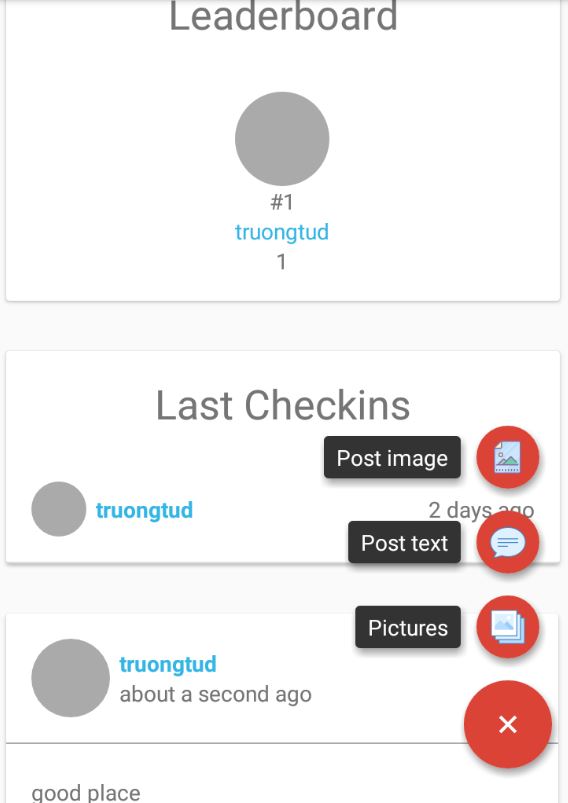 Leaderboard
#1
truongtud
1
Last Checkins
Post image
truongtud
2 days ago
Post text
Pictures
truongtud
about a second ago
good place